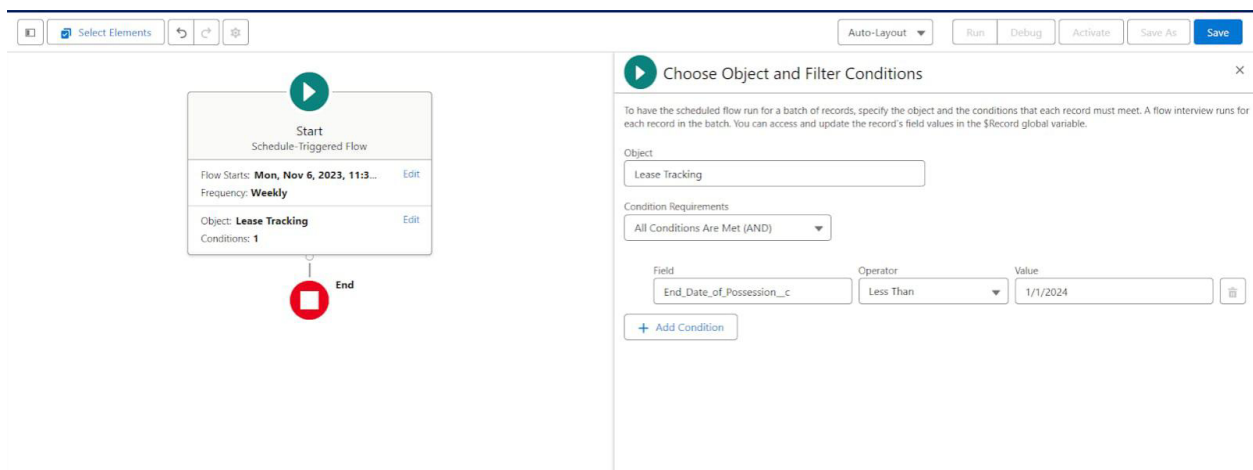 Select Elements
Auto-Layout
Run
Debug
Activate
Save As
Save
Start
Schedule-Triggered Flow
Flow Starts: Mon, Nov 6, 2023, 11:3...
Edit
Frequency: Weekly
Object: Lease Tracking
Edit
Conditions: 1
End
Choose Object and Filter Conditions
To have the scheduled flow run for a batch of records, specify the object and the conditions that each record must meet. A flow interview runs for
each record in the batch. You can access and update the record's field values in the $Record global variable.
Object
Lease Tracking
Condition Requirements
All Conditions Are Met (AND)
Field
Operator
Value
End_Date_of_Possession__c
Less Than
1/1/2024
+ Add Condition